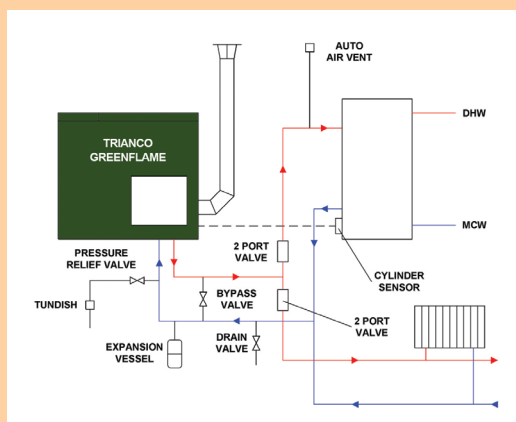 AUTO
AIR VENT
DHW
TRIANCO
GREENFLAME
MCW
2 PORT
VALVE
PRESSURE
RELIEF VALVE
CYLINDER
SENSOR
TUNDISH
BYPASS
VALVE
2 PORT
VALVE
EXPANSION
VESSEL
DRAIN
VALVE